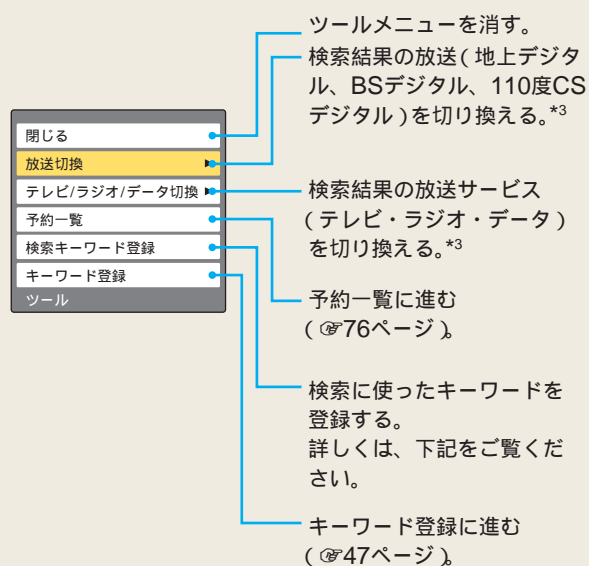 ツールメニューを消す。
検索結果の放送(地上デジタ
ル、BSデジタル、110度CS
デジタル)を切り換える。*3
閉じる
放送切換
テレビ/ラジオ/データ切換
予約一覧
検索キーワード登録
キーワード登録
ツール
検索結果の放送サービス
(テレビ・ラジオ・データ)
を切り換える。*3
予約一覧に進む
(☞76ページ)。
検索に使ったキーワードを
登録する。
詳しくは、下記をご覧くだ
さい。
キーワード登録に進む
(☞47ページ)。